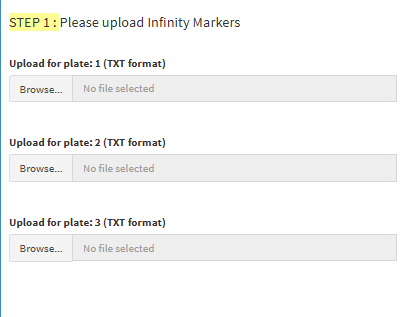 STEP 1 : Please upload Infinity Markers
Upload for plate: 1 (TXT format)
Browse... No file selected
Upload for plate: 2 (TXT format)
Browse... No file selected
Upload for plate: 3 (TXT format)
Browse... No file selected